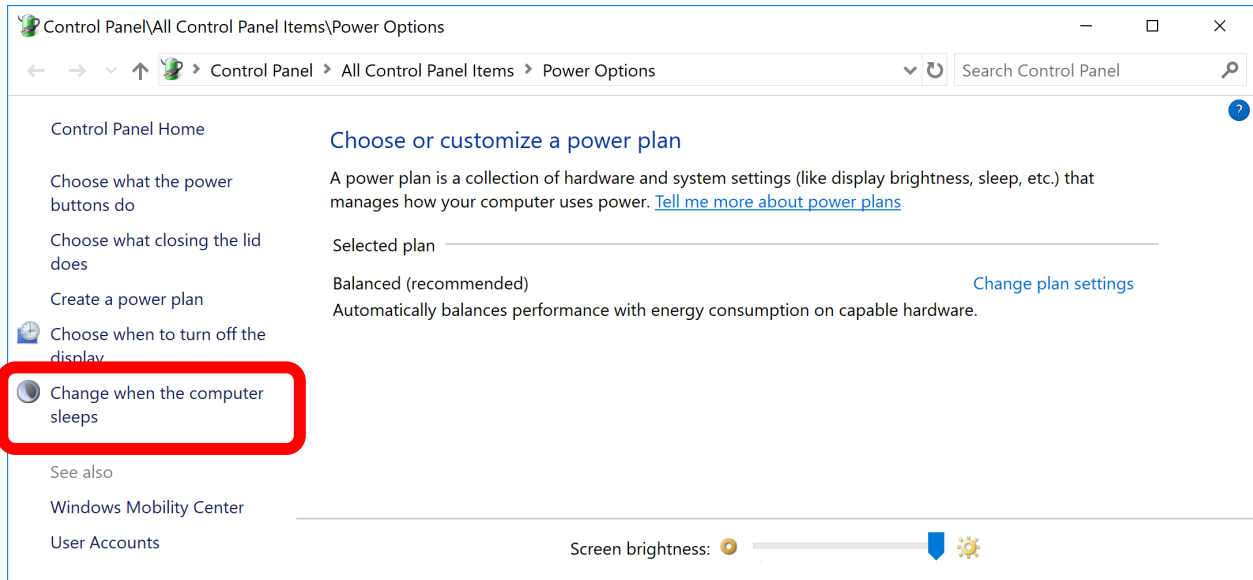 Control Panel\All Control Panel Items\Power Options
Control Panel > All Control Panel Items > Power Options
Search Control Panel
?
Control Panel Home
Choose what the power
buttons do
Choose what closing the lid
does
Create a power plan
Choose when to turn off the
display
Change when the computer
sleeps
See also
Windows Mobility Center
User Accounts
Choose or customize a power plan
A power plan is a collection of hardware and system settings (like display brightness, sleep, etc.) that
manages how your computer uses power. Tell me more about power plans
Selected plan
Balanced (recommended)
Change plan settings
Automatically balances performance with energy consumption on capable hardware.
Screen brightness: